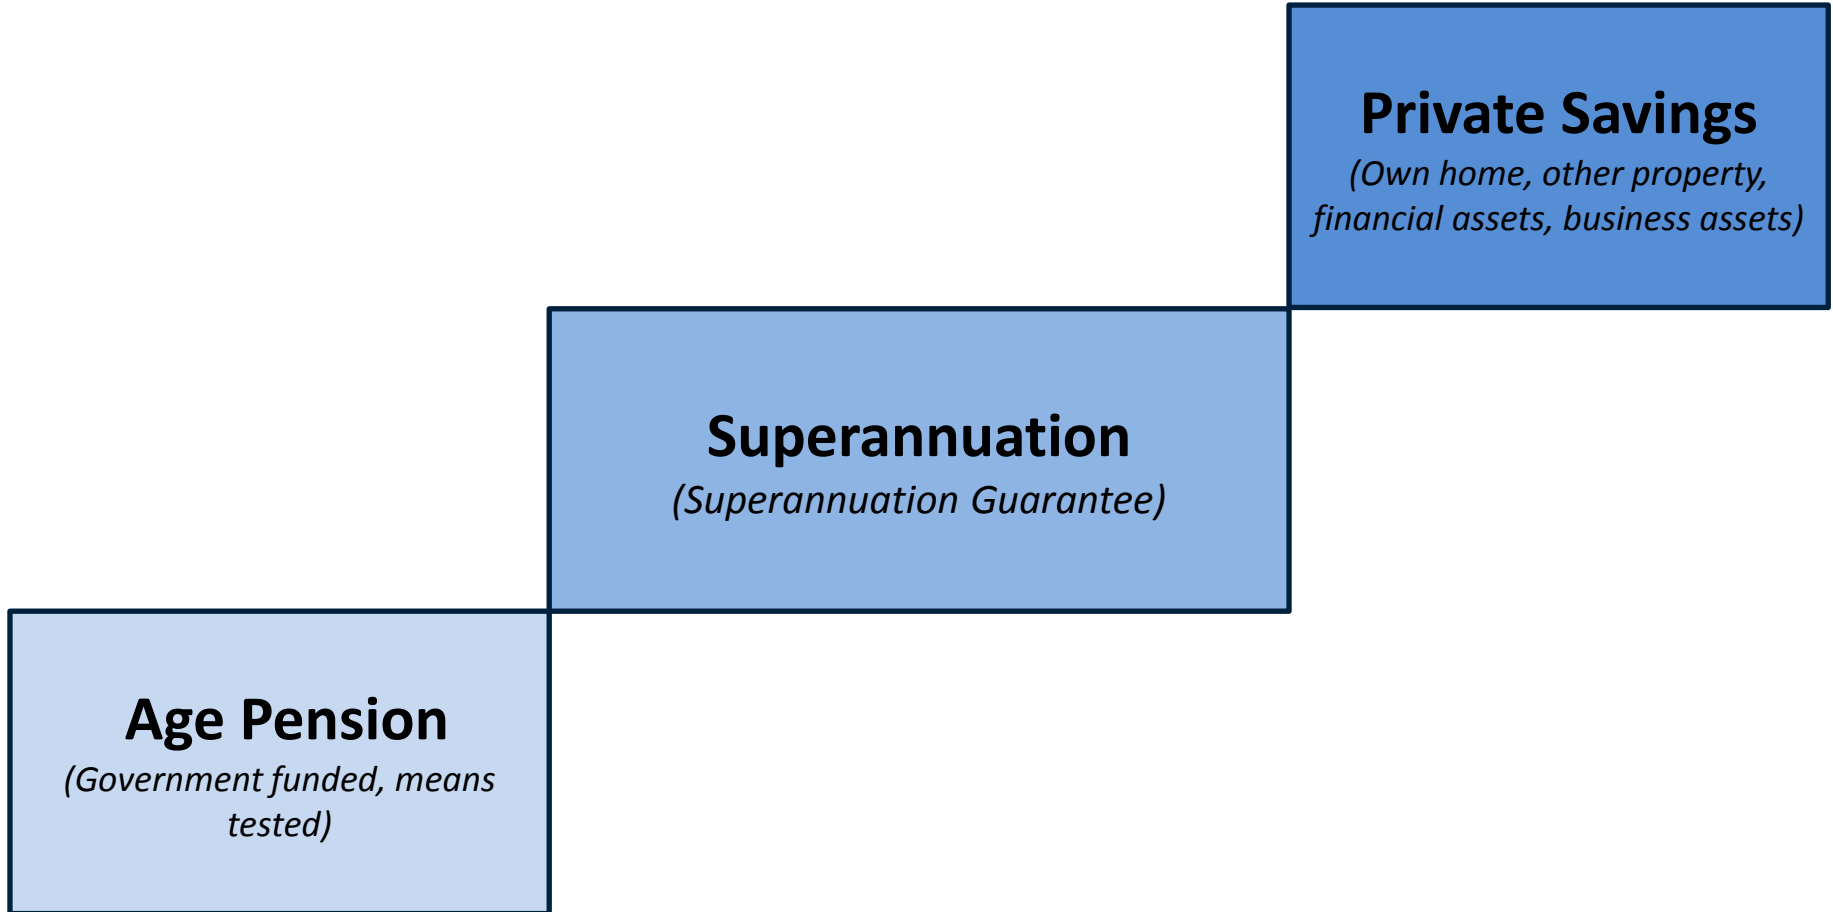 Private Savings
(Own home, other property,
financial assets, business assets)
Superannuation
(Superannuation Guarantee)
Age Pension
(Government funded, means
tested)